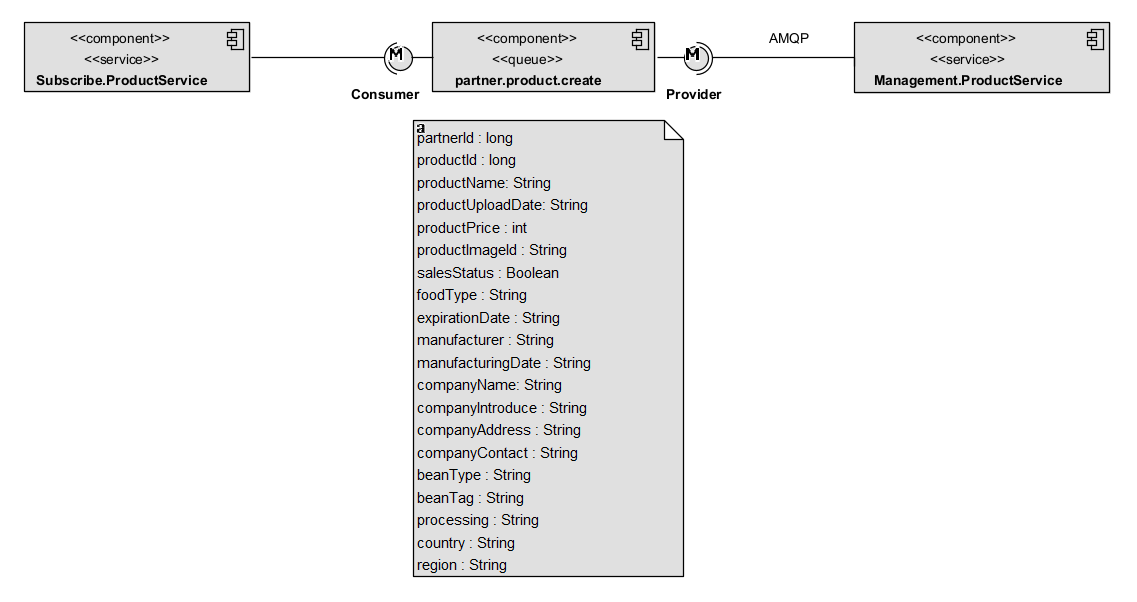 <<component>>
<<service>>
Subscribe.ProductService
M
Consumer
<<component>>
<<queue>>
partner.product.create
M
Provider
AMQP
<<component>>
<<service>>
Management.ProductService
a
partnerId : long
productId : long
productName: String
productUploadDate: String
productPrice : int
productImageId : String
salesStatus : Boolean
foodType : String
expirationDate : String
manufacturer : String
manufacturingDate : String
companyName: String
companyIntroduce : String
companyAddress : String
companyContact : String
beanType : String
beanTag : String
processing : String
country : String
region : String